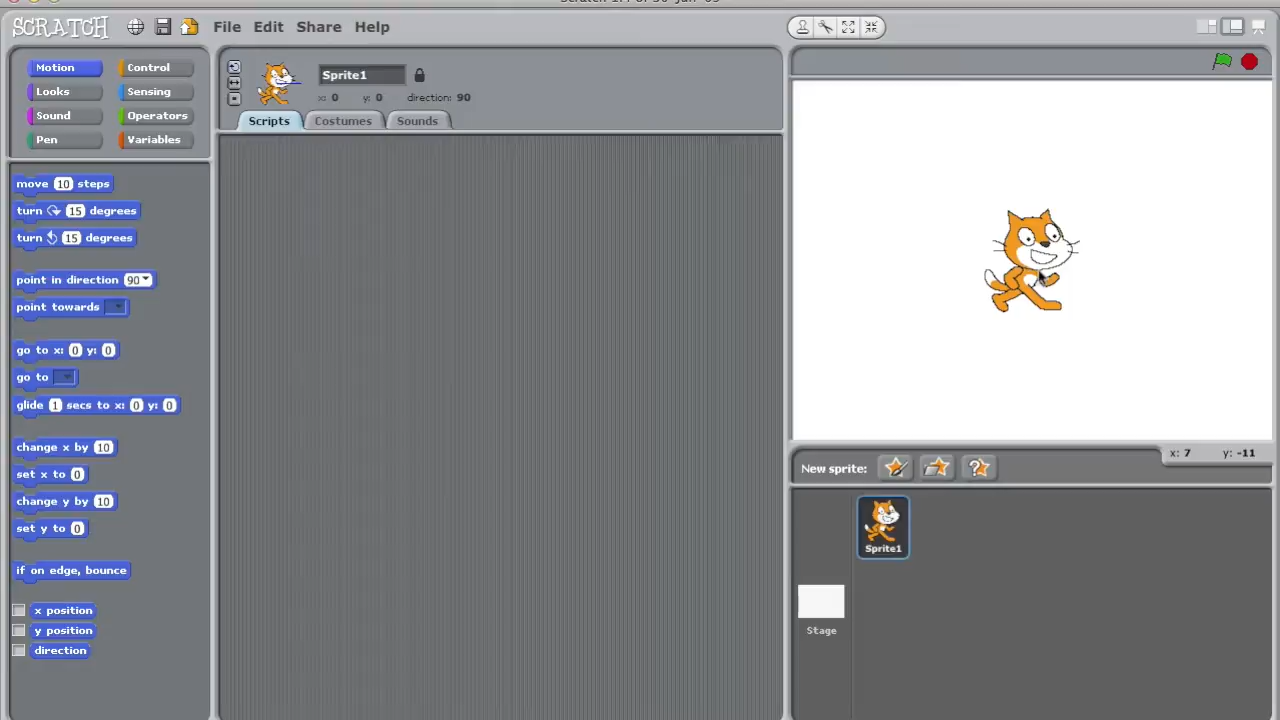 SCRATCH File Edit Share Help
Motion Control
Looks Sensing
Sound Operators
Pen Variables
move 10 steps
turn 15 degrees
turn 15 degrees
point in direction 90
point towards
go to x: 0 y: 0
go to
glide 1 secs to x: 0 y: 0
change x by 10
set x to 0
change y by 10
set y to 0
if on edge, bounce
x position
y position
direction
Sprite1
x: 0 y: 0 direction: 90
Scripts Costumes Sounds
x: 7 y: -11
New sprite:
Sprite1
Stage